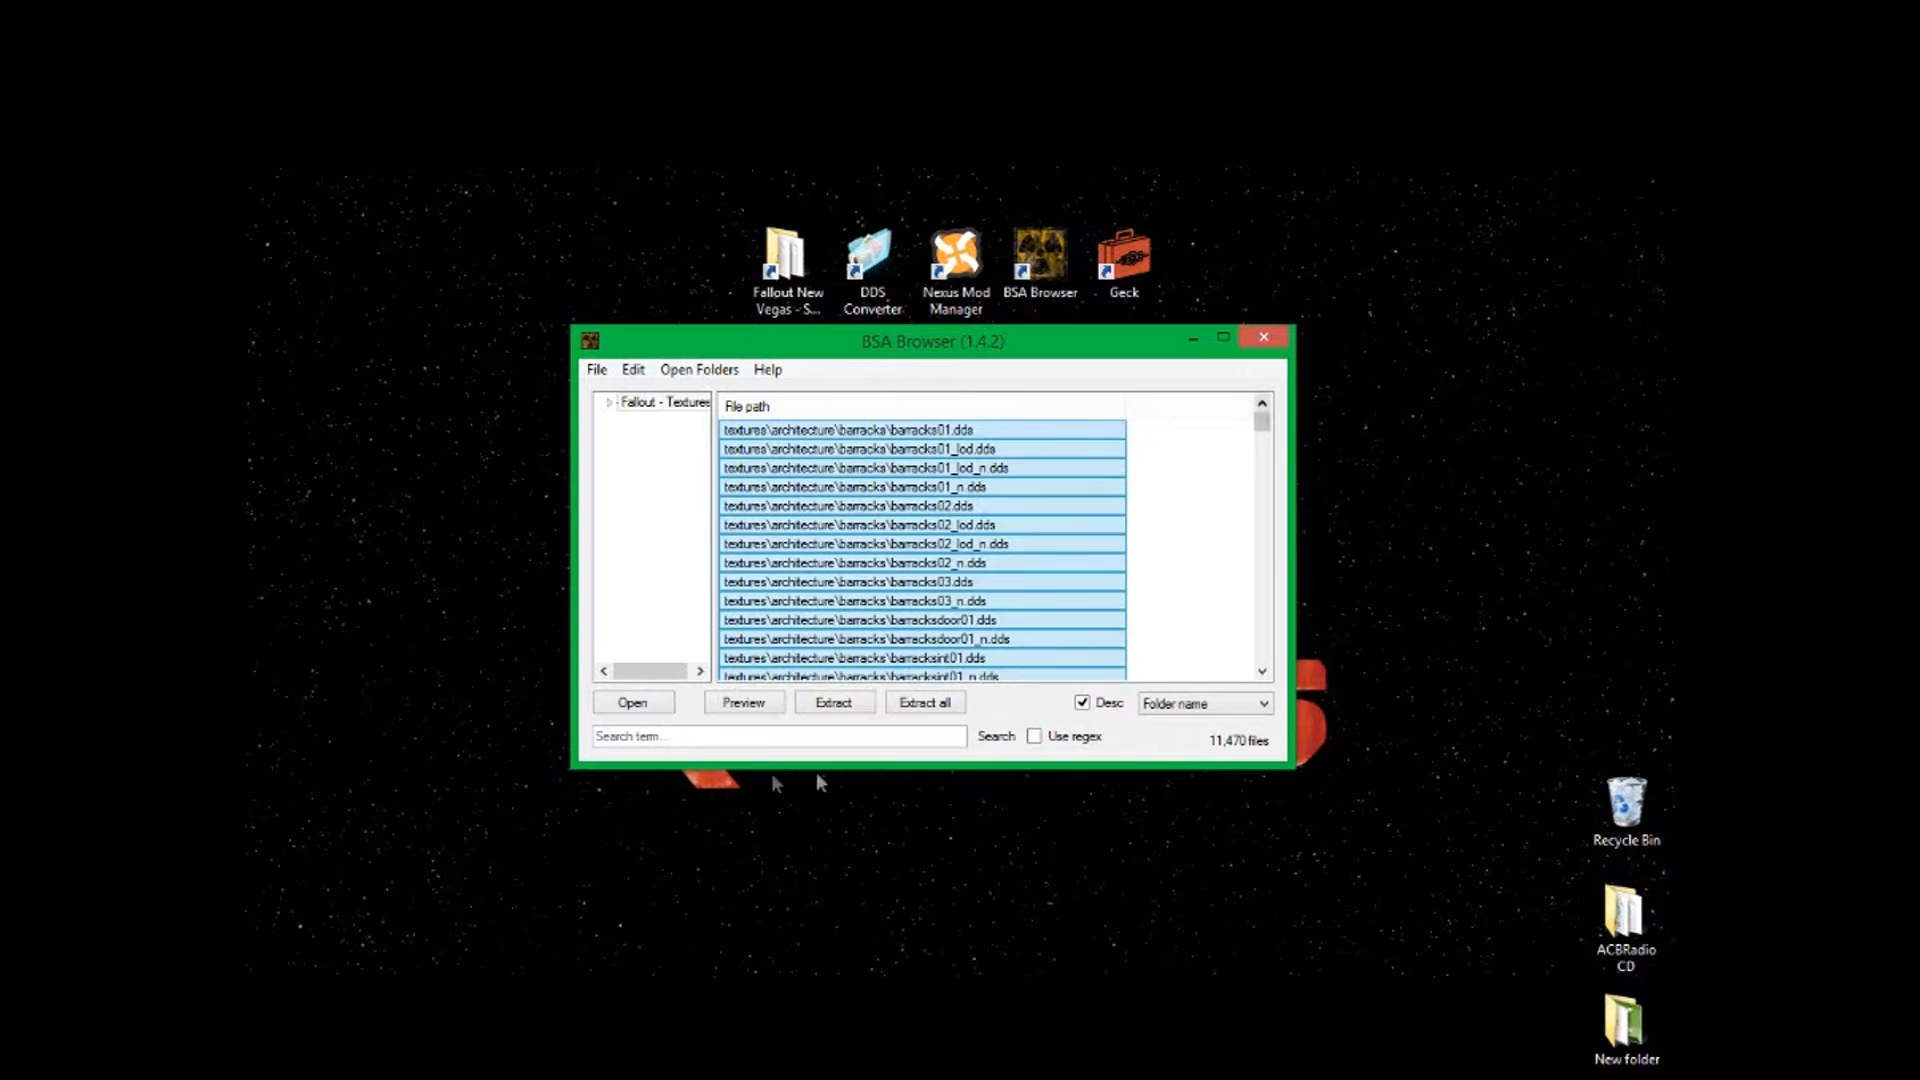 Fallout New
Vegas - S...
DDS
Converter
Nexus Mod
Manager
BSA Browser
Geck
BSA Browser (1.4.2)
File Edit Open Folders Help
Fallout - Textures
File path
textures\architecture\barracks\barracks01.dds
textures\architecture\barracks\barracks01_lod.dds
textures\architecture\barracks\barracks01_lod_n.dds
textures\architecture\barracks\barracks01_n.dds
textures\architecture\barracks\barracks02.dds
textures\architecture\barracks\barracks02_lod.dds
textures\architecture\barracks\barracks02_lod_n.dds
textures\architecture\barracks\barracks02_n.dds
textures\architecture\barracks\barracks03.dds
textures\architecture\barracks\barracks03_n.dds
textures\architecture\barracks\barracksdoor01.dds
textures\architecture\barracks\barracksdoor01_n.dds
textures\architecture\barracks\barracksint01.dds
textures\architecture\barracks\barracksint01_n.dds
Open Preview Extract Extract all Desc Folder name
Search term... Search Use regex 11,470 files
Recycle Bin
ACBRadio
CD
New folder